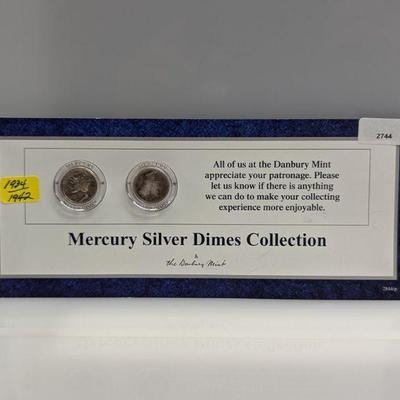 2744
All of us at the Danbury Mint
appreciate your patronage. Please
let us know if there is anything
we can do to make your collecting
experience more enjoyable.
1934
1942
Mercury Silver Dimes Collection
the Danbury Mint